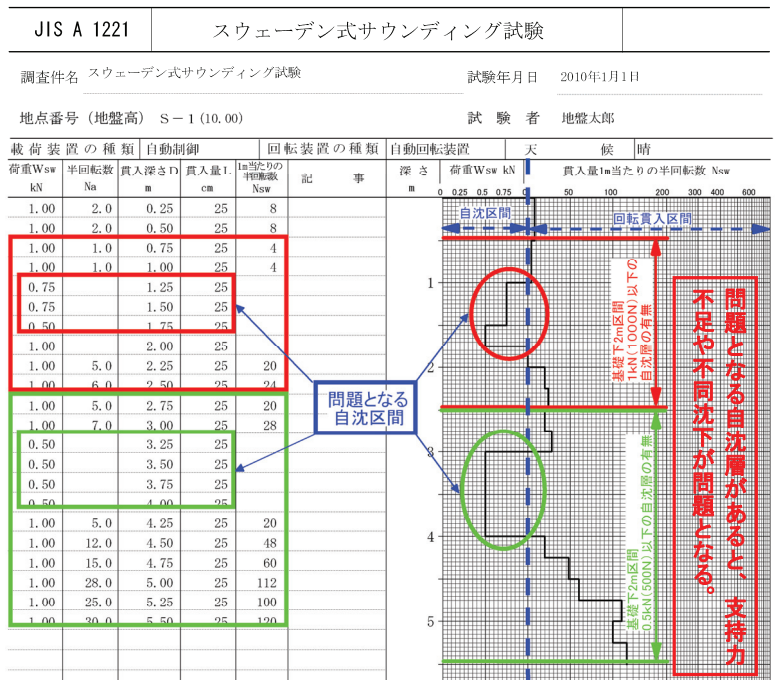 JIS A 1221 スウェーデン式サウンディング試験
調査件名 スウェーデン式サウンディング試験 試験年月日 2010年1月1日
地点番号（地盤高） S－1 (10.00) 試験者 地盤太郎
載荷装置の種類 自動制御 回転装置の種類 自動回転装置 天候 晴
荷重Wsw kN 半回転数 Na 貫入深さD m 貫入量L cm 1m当たりの半回転数 Nsw 記事 深さ m 荷重Wsw kN 貫入量1m当たりの半回転数 Nsw
0 0.25 0.5 0.75 0 50 100 200 300 400 600
1.00 2.0 0.25 25 8
1.00 2.0 0.50 25 8
1.00 1.0 0.75 25 4
1.00 1.0 1.00 25 4
0.75 1.25 25
0.75 1.50 25
0.50 1.75 25
1.00 2.00 25
1.00 5.0 2.25 25 20
1.00 6.0 2.50 25 24
1.00 5.0 2.75 25 20
1.00 7.0 3.00 25 28
0.50 3.25 25
0.50 3.50 25
0.50 3.75 25
0.50 4.00 25
1.00 5.0 4.25 25 20
1.00 12.0 4.50 25 48
1.00 15.0 4.75 25 60
1.00 28.0 5.00 25 112
1.00 25.0 5.25 25 100
1.00 30.0 5.50 25 120
問題となる
自沈区間
自沈区間
回転貫入区間
1
2
3
4
5
基礎下2m区間
1kN(1000N)以下の
自沈層の有無
基礎下2m区間
0.5kN(500N)以下の自沈層の有無
問題となる自沈層があると、支持力
不足や不同沈下が問題となる。